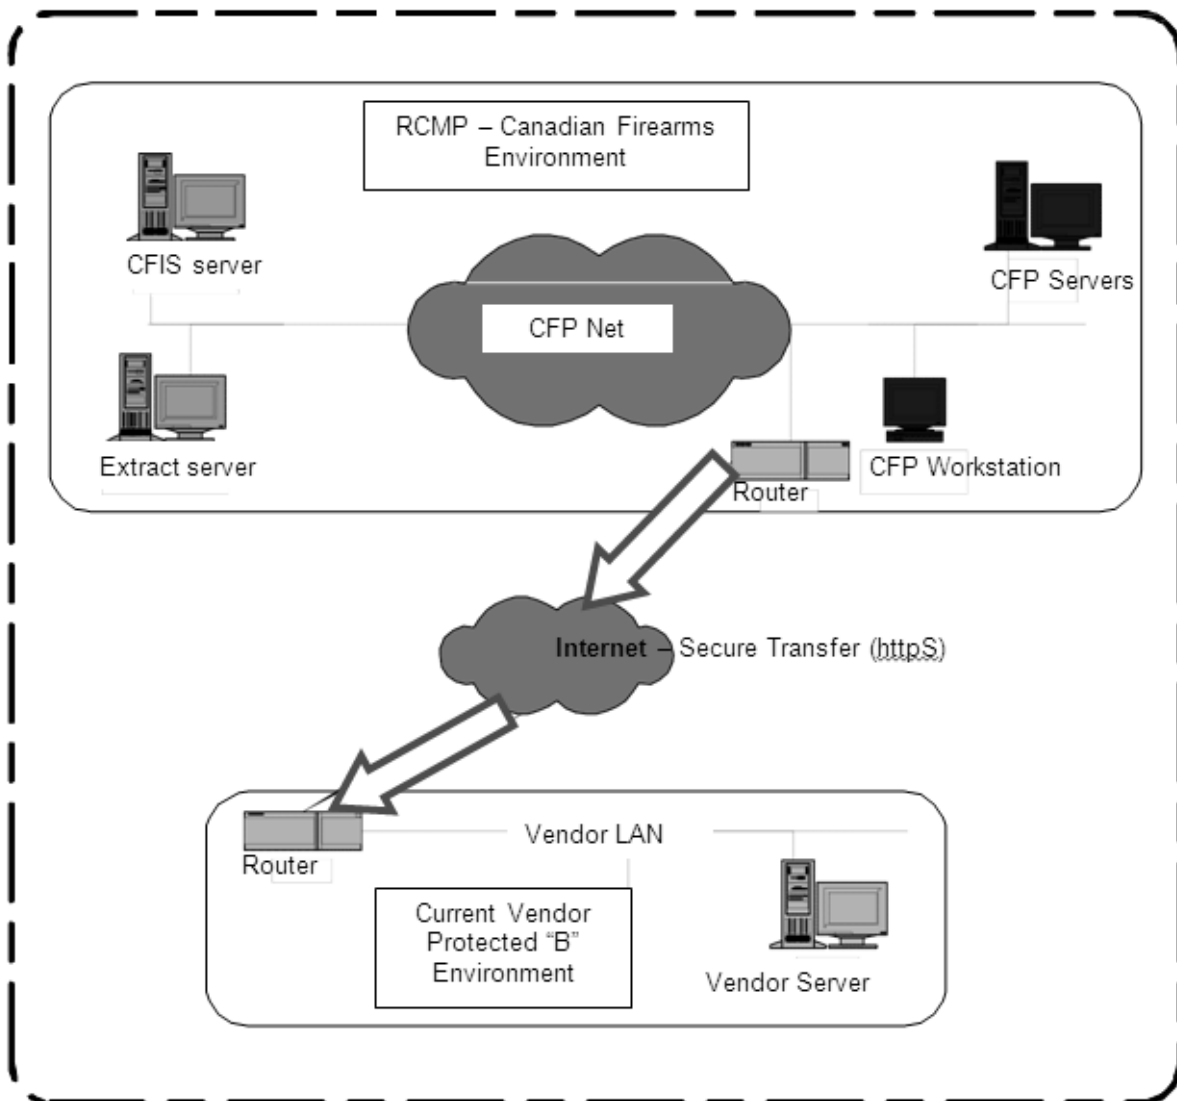 RCMP – Canadian Firearms
Environment
CFIS server
CFP Servers
CFP Net
Extract server
CFP Workstation
Router
Internet – Secure Transfer (httpS)
Vendor LAN
Router
Current Vendor
Protected “B”
Environment
Vendor Server